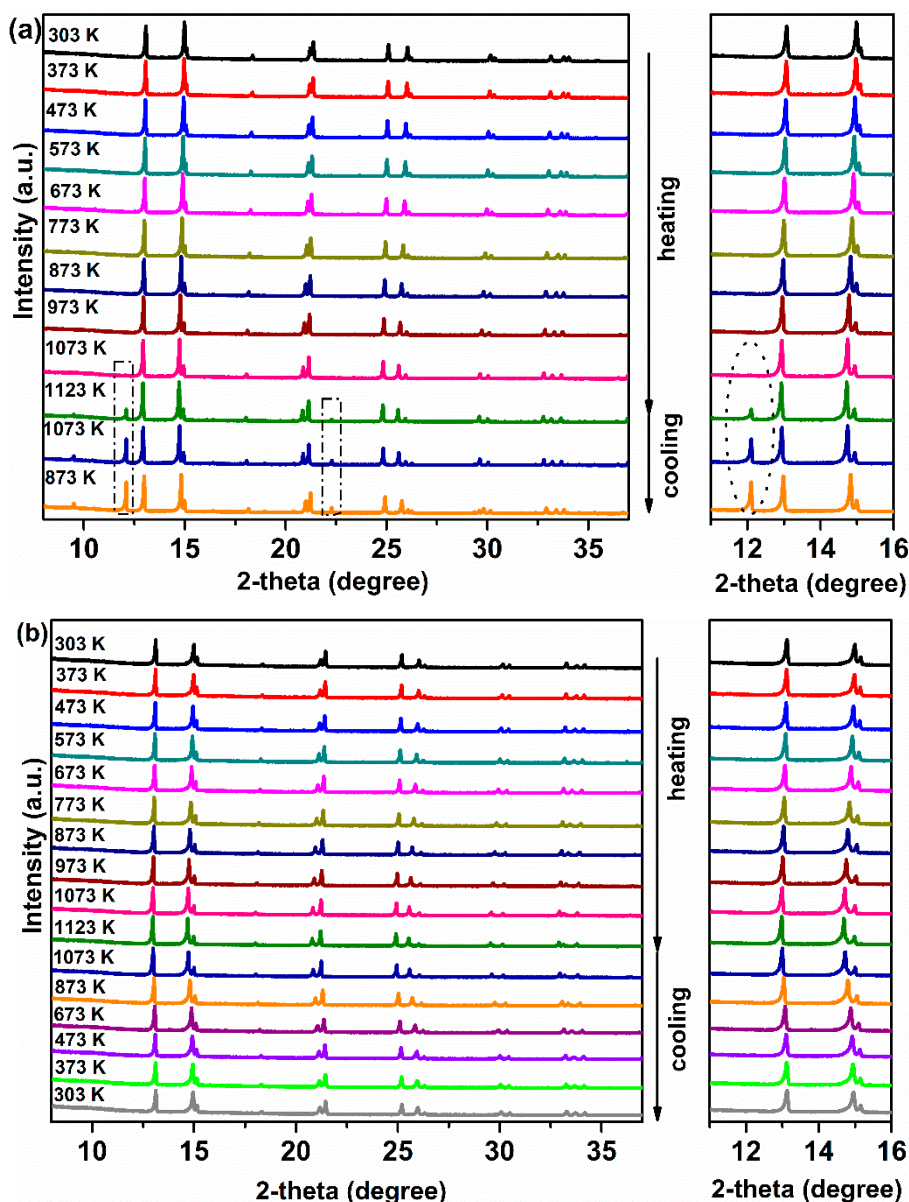 (a)
303 K
373 K
473 K
573 K
673 K
773 K
873 K
973 K
1073 K
1123 K
1073 K
873 K
Intensity (a.u.)
heating
cooling
10 15 20 25 30 35
2-theta (degree)
12 14 16
2-theta (degree)
(b)
303 K
373 K
473 K
573 K
673 K
773 K
873 K
973 K
1073 K
1123 K
1073 K
873 K
673 K
473 K
373 K
303 K
Intensity (a.u.)
heating
cooling
10 15 20 25 30 35
2-theta (degree)
11 12 13 14 15 16
2-theta (degree)